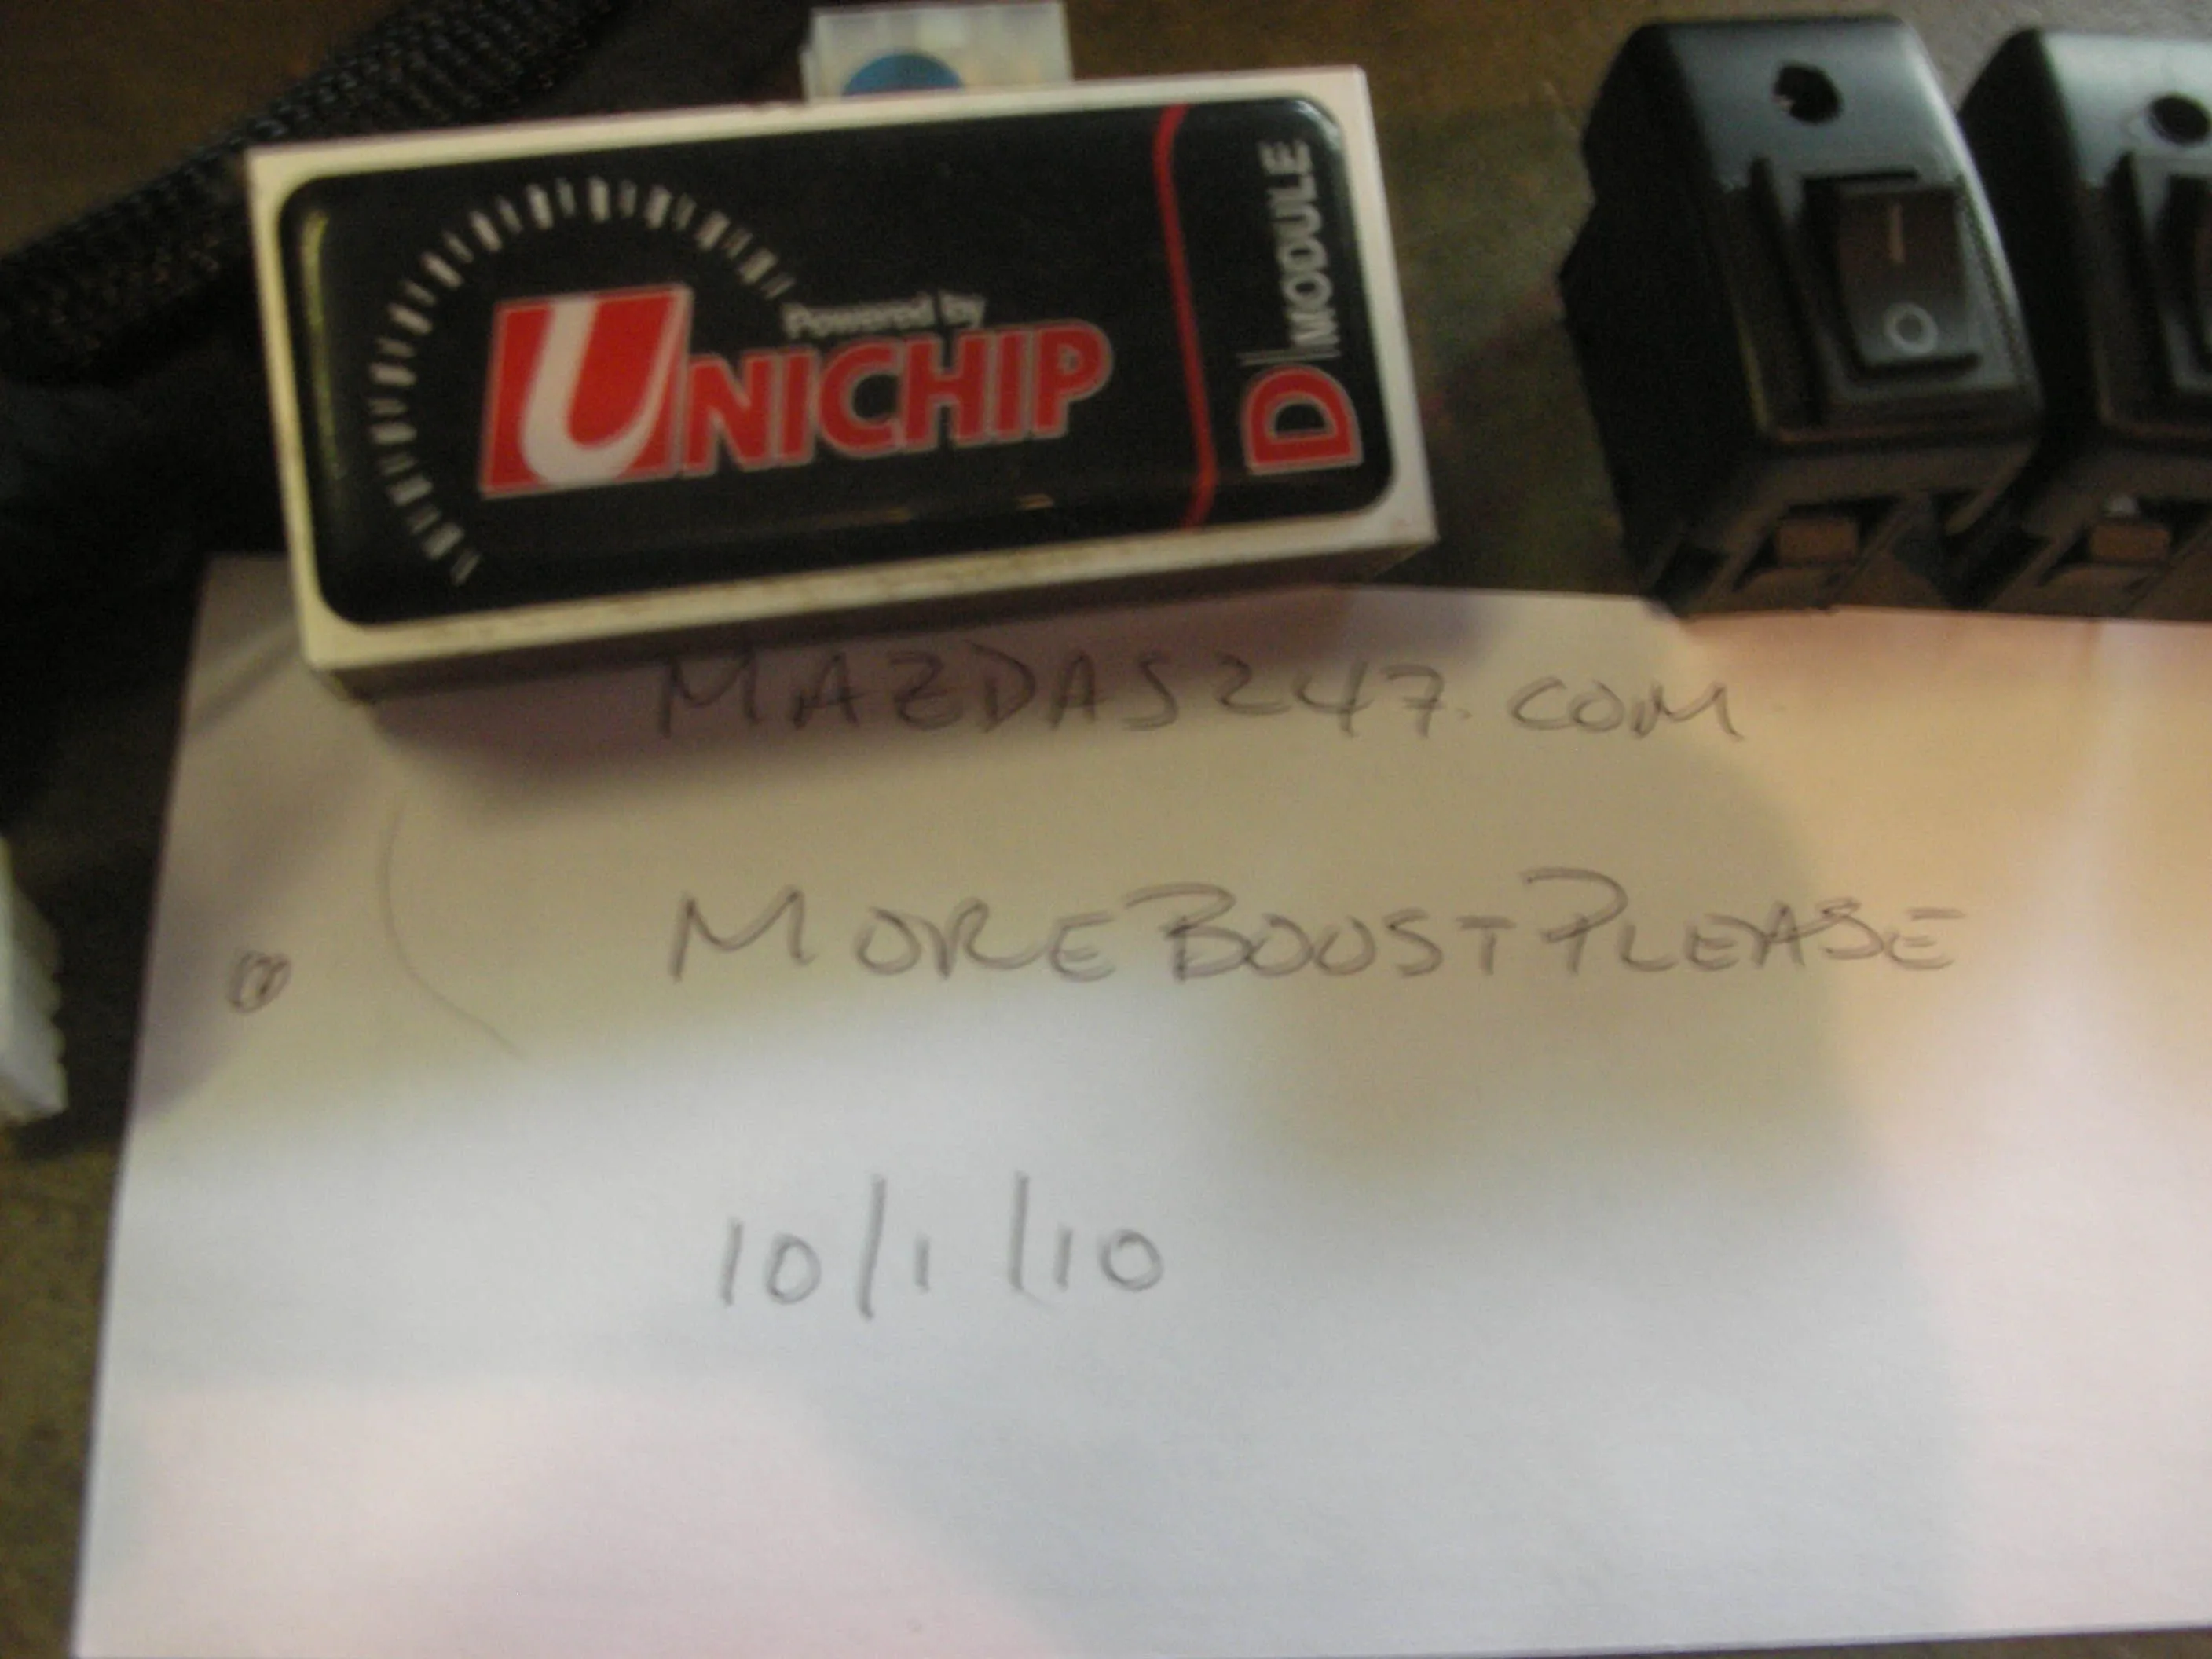 Powered by
UNICHIP
D|MODULE
MAZDAS247.COM
MOREBOOSTPLEASE
10/1/10